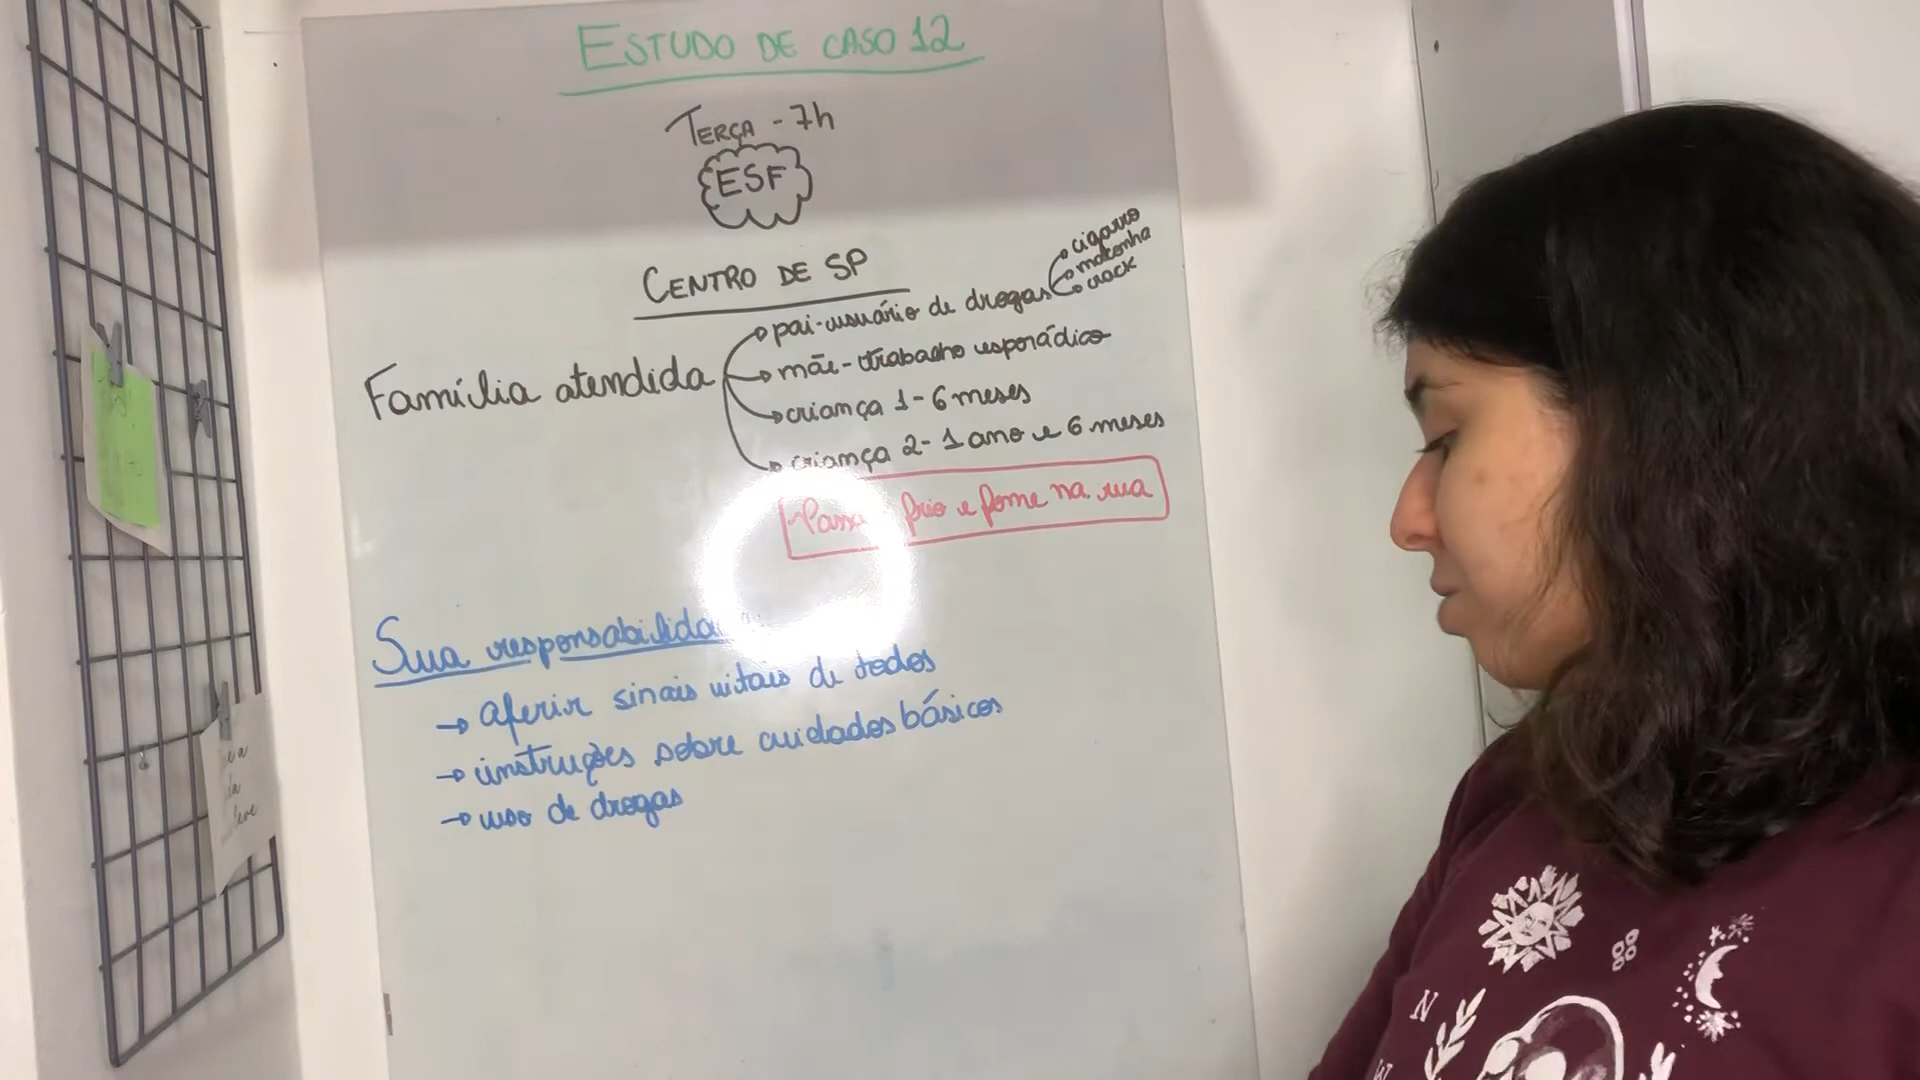 ESTUDO DE CASO 12
TERÇA - 7h
ESF
CENTRO DE SP
Família atendida
pai - usuário de drogas
cigarro
maconha
crack
mãe - trabalho esporádico
criança 1 - 6 meses
criança 2 - 1 ano e 6 meses
frio e fome na rua
Sua
→ aferir sinais vitais de todos
→ instruções sobre cuidados básicos
→ uso de drogas
N